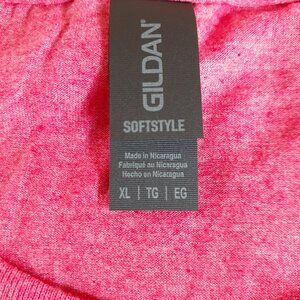 GILDAN®
SOFTSTYLE
Made in Nicaragua
Fabriqué au Nicaragua
Hecho en Nicaragua
XL | TG | EG